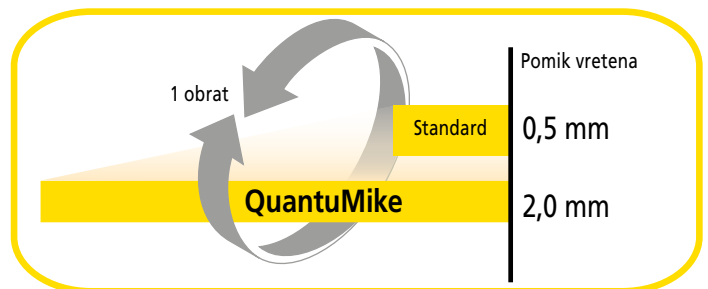 Pomik vretena
1 obrat
Standard 0,5 mm
QuantuMike 2,0 mm